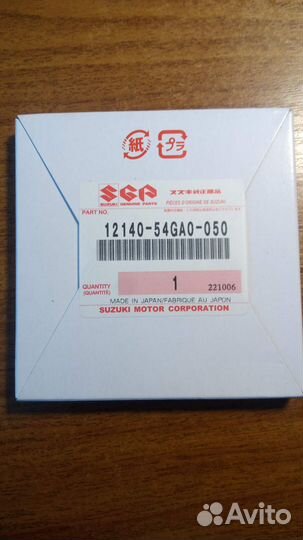 紙 プラ
SGP スズキ純正部品
SUZUKI GENUINE PARTS PIECES D'ORIGINE DE SUZUKI
PART NO.
12140-54GA0-050
QUANTITY
(QUANTITÉ)
1
221006
MADE IN JAPAN/FABRIQUE AU JAPON
SUZUKI MOTOR CORPORATION
Avito